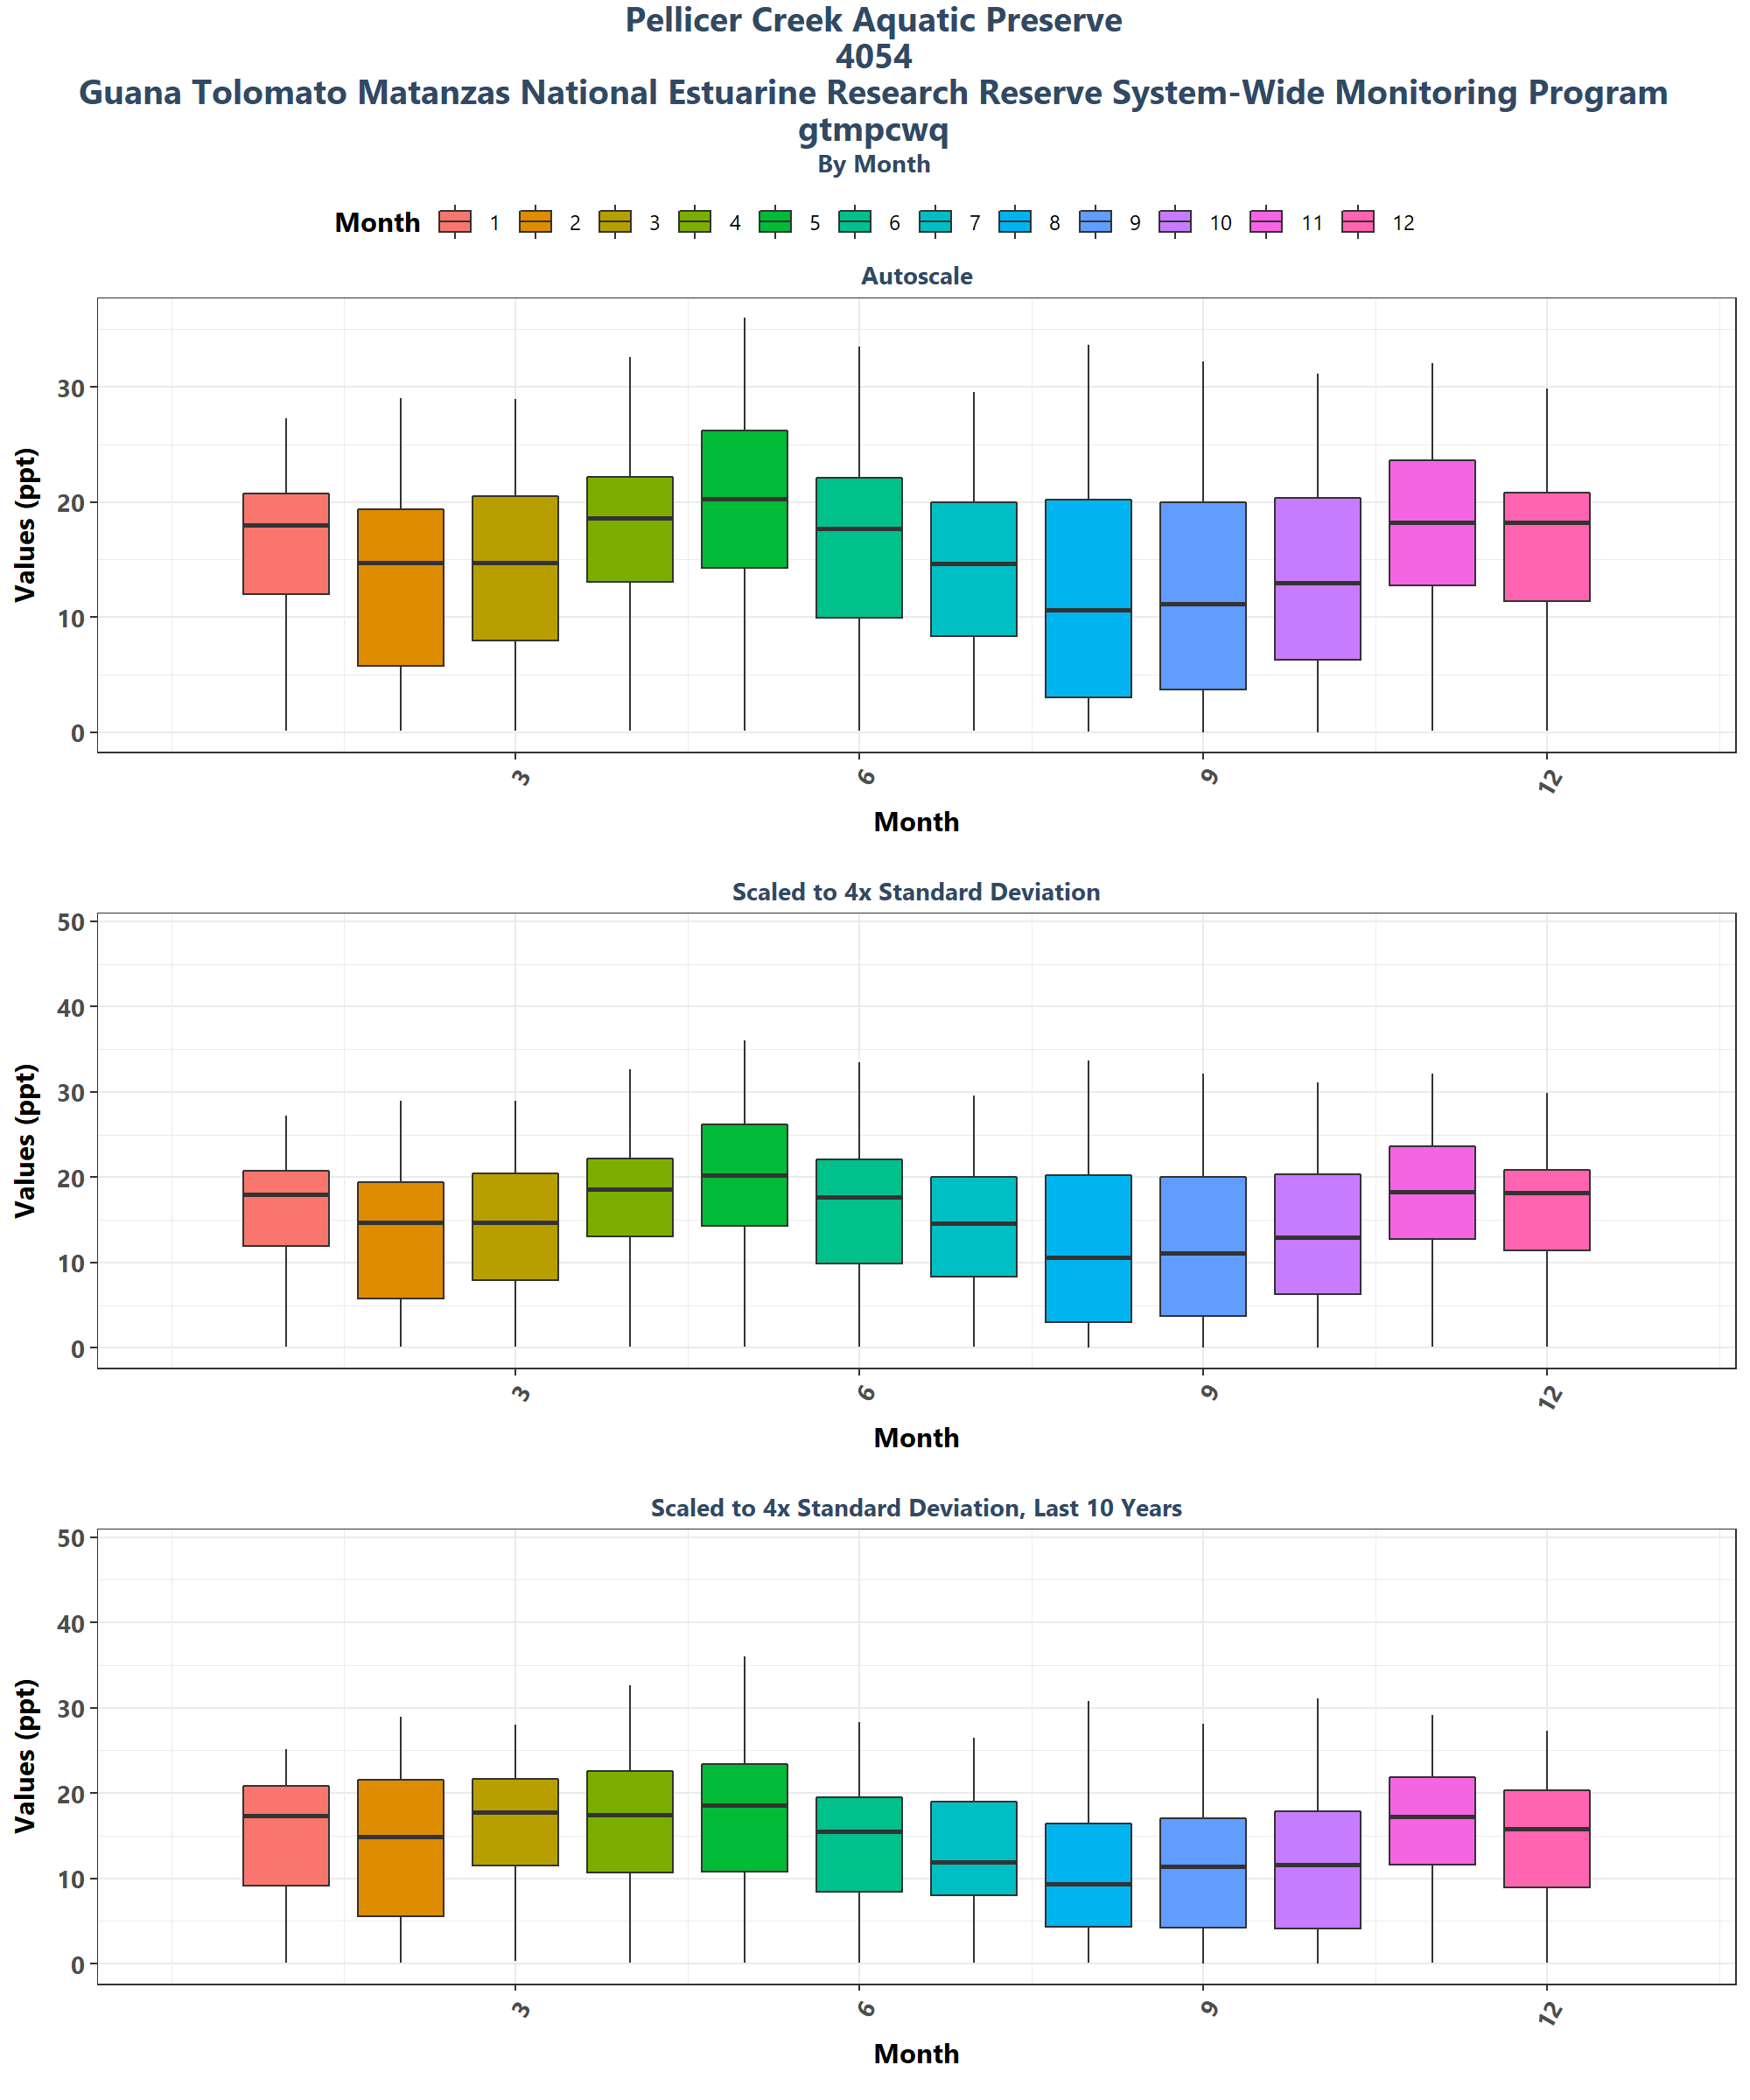 Pellicer Creek Aquatic Preserve
4054
Guana Tolomato Matanzas National Estuarine Research Reserve System-Wide Monitoring Program
gtmpcwq
By Month
Month 1 2 3 4 5 6 7 8 9 10 11 12
Autoscale
Values (ppt)
30
20
10
0
3 6 9 12
Month
Scaled to 4x Standard Deviation
Values (ppt)
50
40
30
20
10
0
3 6 9 12
Month
Scaled to 4x Standard Deviation, Last 10 Years
Values (ppt)
50
40
30
20
10
0
3 6 9 12
Month